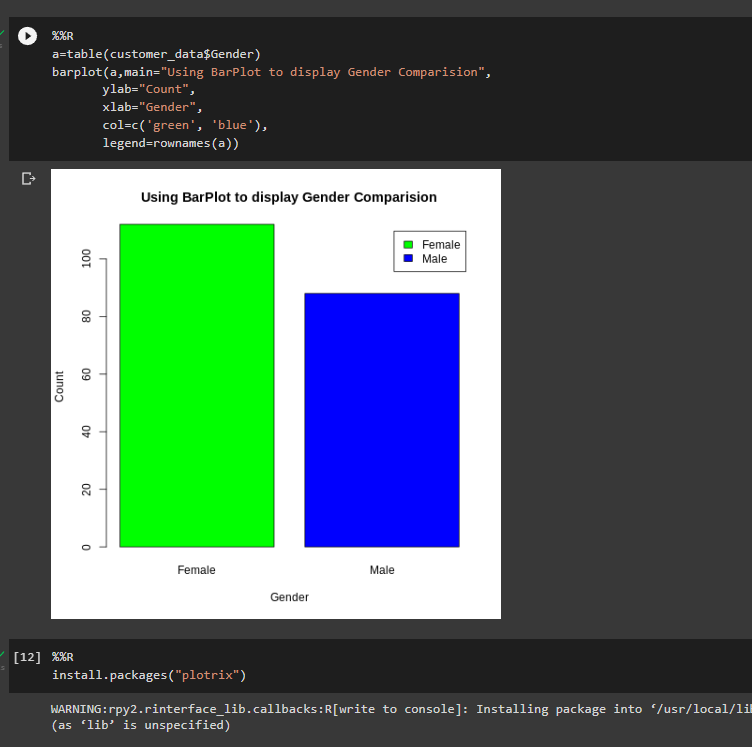 %%R
a=table(customer_data$Gender)
barplot(a,main="Using BarPlot to display Gender Comparision",
ylab="Count",
xlab="Gender",
col=c('green', 'blue'),
legend=rownames(a))
Using BarPlot to display Gender Comparision
Female
Male
100
80
60
40
20
0
Count
Female Male
Gender
[12] %%R
install.packages("plotrix")
WARNING:rpy2.rinterface_lib.callbacks:R[write to console]: Installing package into ‘/usr/local/lib
(as ‘lib’ is unspecified)